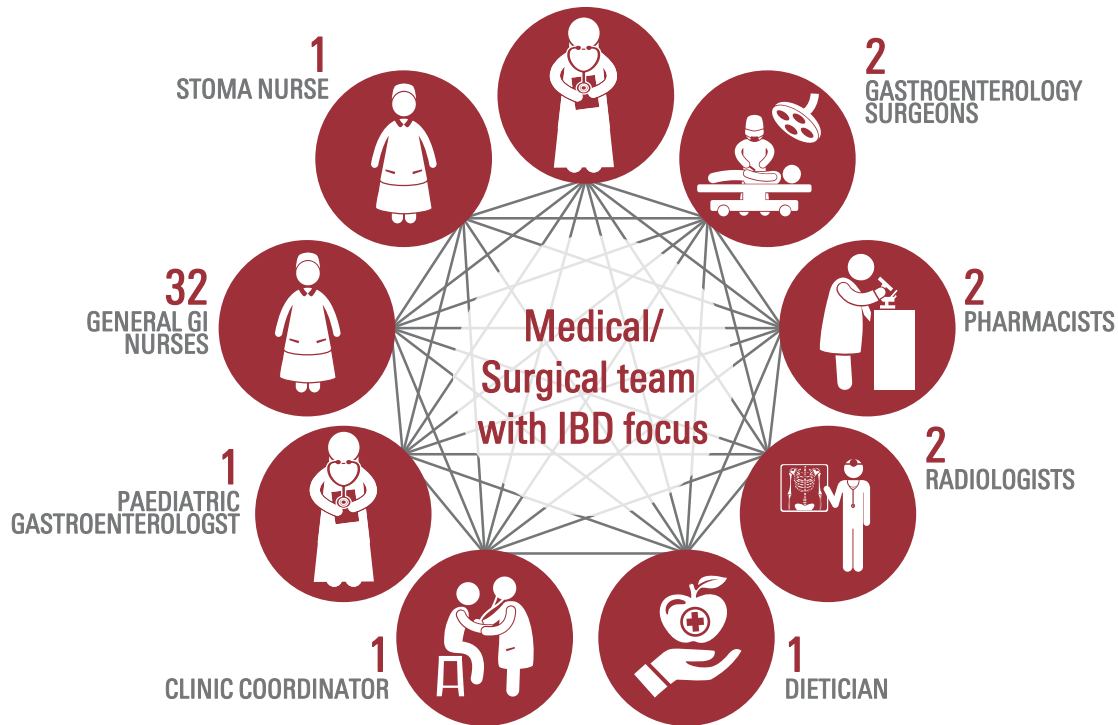 1
STOMA NURSE
2
GASTROENTEROLOGY
SURGEONS
32
GENERAL GI
NURSES
2
PHARMACISTS
Medical/
Surgical team
with IBD focus
1
PAEDIATRIC
GASTROENTEROLOGST
2
RADIOLOGISTS
1
CLINIC COORDINATOR
1
DIETICIAN